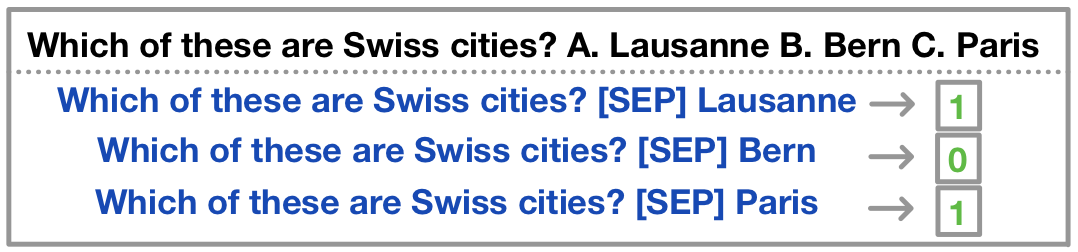 Which of these are Swiss cities? A. Lausanne B. Bern C. Paris
Which of these are Swiss cities? [SEP] Lausanne → 1
Which of these are Swiss cities? [SEP] Bern → 0
Which of these are Swiss cities? [SEP] Paris → 1